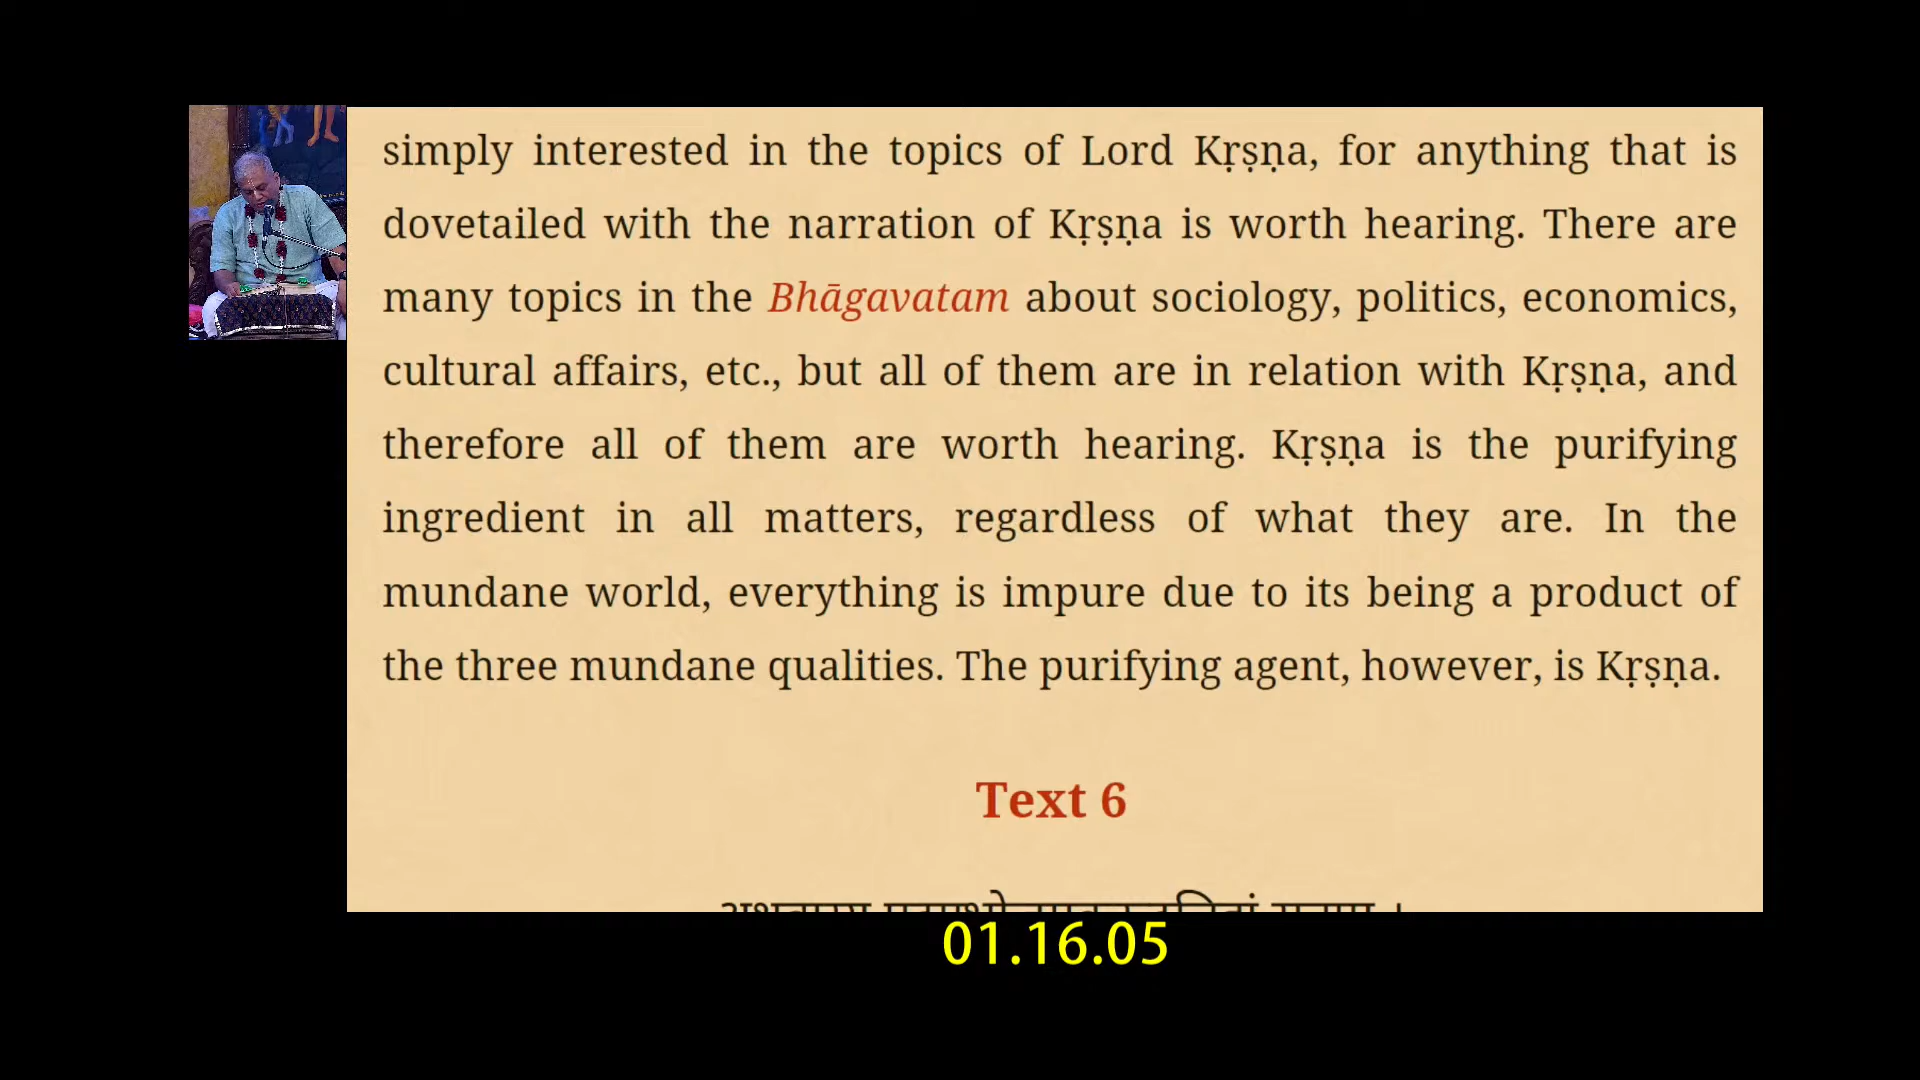 simply interested in the topics of Lord Kṛṣṇa, for anything that is
dovetailed with the narration of Kṛṣṇa is worth hearing. There are
many topics in the Bhāgavatam about sociology, politics, economics,
cultural affairs, etc., but all of them are in relation with Kṛṣṇa, and
therefore all of them are worth hearing. Kṛṣṇa is the purifying
ingredient in all matters, regardless of what they are. In the
mundane world, everything is impure due to its being a product of
the three mundane qualities. The purifying agent, however, is Kṛṣṇa.
Text 6
01.16.05